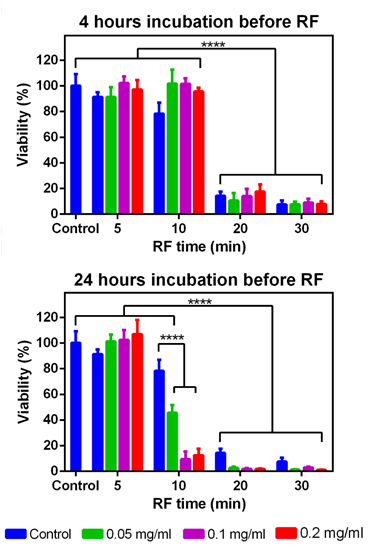 4 hours incubation before RF
****
Viability (%)
120
100
80
60
40
20
0
Control 5 10 20 30
RF time (min)
24 hours incubation before RF
****
****
Viability (%)
120
100
80
60
40
20
0
Control 5 10 20 30
RF time (min)
Control 0.05 mg/ml 0.1 mg/ml 0.2 mg/ml